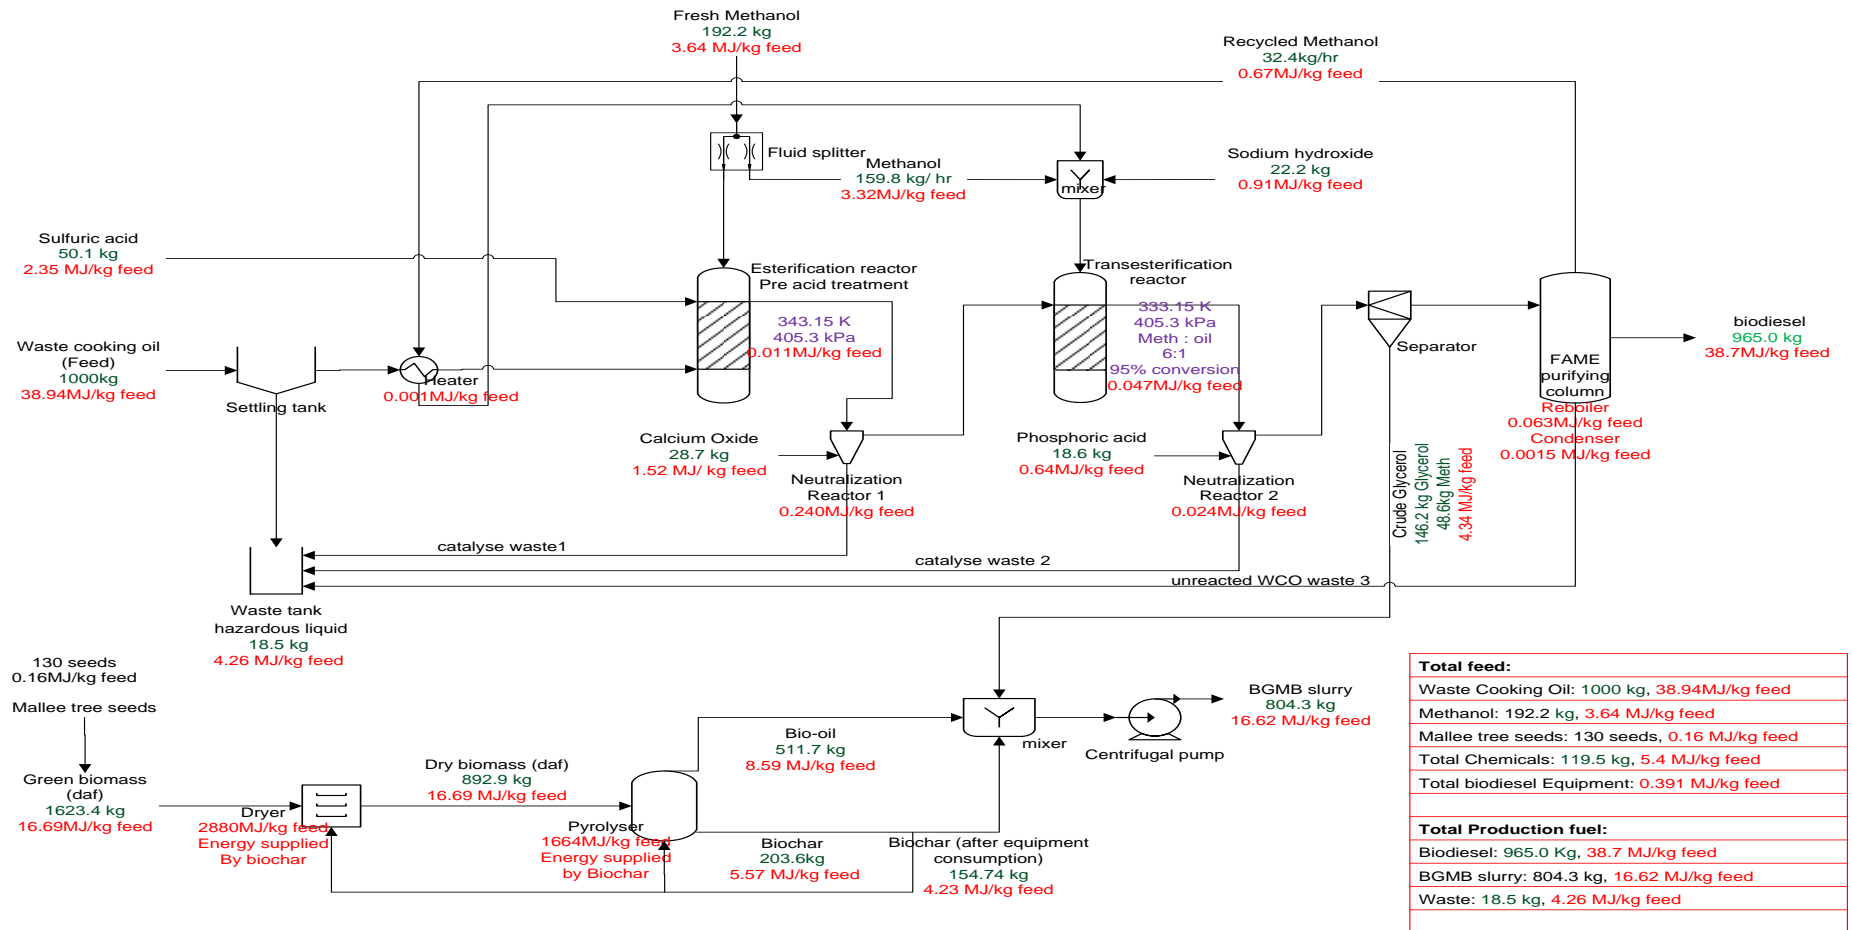 Fresh Methanol
192.2 kg
3.64 MJ/kg feed
Recycled Methanol
32.4kg/hr
0.67MJ/kg feed
Fluid splitter
Methanol
159.8 kg/ hr
3.32MJ/kg feed
mixer
Sodium hydroxide
22.2 kg
0.91MJ/kg feed
Sulfuric acid
50.1 kg
2.35 MJ/kg feed
Esterification reactor
Pre acid treatment
343.15 K
405.3 kPa
0.011MJ/kg feed
Transesterification
reactor
333.15 K
405.3 kPa
Meth : oil
6:1
95% conversion
0.047MJ/kg feed
Waste cooking oil
(Feed)
1000kg
38.94MJ/kg feed
Settling tank
Heater
0.001MJ/kg feed
Separator
FAME
purifying
column
Reboiler
0.063MJ/kg feed
Condenser
0.0015 MJ/kg feed
biodiesel
965.0 kg
38.7MJ/kg feed
Calcium Oxide
28.7 kg
1.52 MJ/ kg feed
Neutralization
Reactor 1
0.240MJ/kg feed
Phosphoric acid
18.6 kg
0.64MJ/kg feed
Neutralization
Reactor 2
0.024MJ/kg feed
Crude Glycerol
146.2 kg Glycerol
48.6kg Meth
4.34 MJ/kg feed
catalyse waste1
catalyse waste 2
unreacted WCO waste 3
Waste tank
hazardous liquid
18.5 kg
4.26 MJ/kg feed
130 seeds
0.16MJ/kg feed
Mallee tree seeds
Green biomass
(daf)
1623.4 kg
16.69MJ/kg feed
Dryer
2880MJ/kg feed
Energy supplied
By biochar
Dry biomass (daf)
892.9 kg
16.69 MJ/kg feed
Pyrolyser
1664MJ/kg feed
Energy supplied
by Biochar
Bio-oil
511.7 kg
8.59 MJ/kg feed
Biochar
203.6kg
5.57 MJ/kg feed
Biochar (after equipment
consumption)
154.74 kg
4.23 MJ/kg feed
mixer
Centrifugal pump
BGMB slurry
804.3 kg
16.62 MJ/kg feed
Total feed:
Waste Cooking Oil: 1000 kg, 38.94MJ/kg feed
Methanol: 192.2 kg, 3.64 MJ/kg feed
Mallee tree seeds: 130 seeds, 0.16 MJ/kg feed
Total Chemicals: 119.5 kg, 5.4 MJ/kg feed
Total biodiesel Equipment: 0.391 MJ/kg feed
Total Production fuel:
Biodiesel: 965.0 Kg, 38.7 MJ/kg feed
BGMB slurry: 804.3 kg, 16.62 MJ/kg feed
Waste: 18.5 kg, 4.26 MJ/kg feed